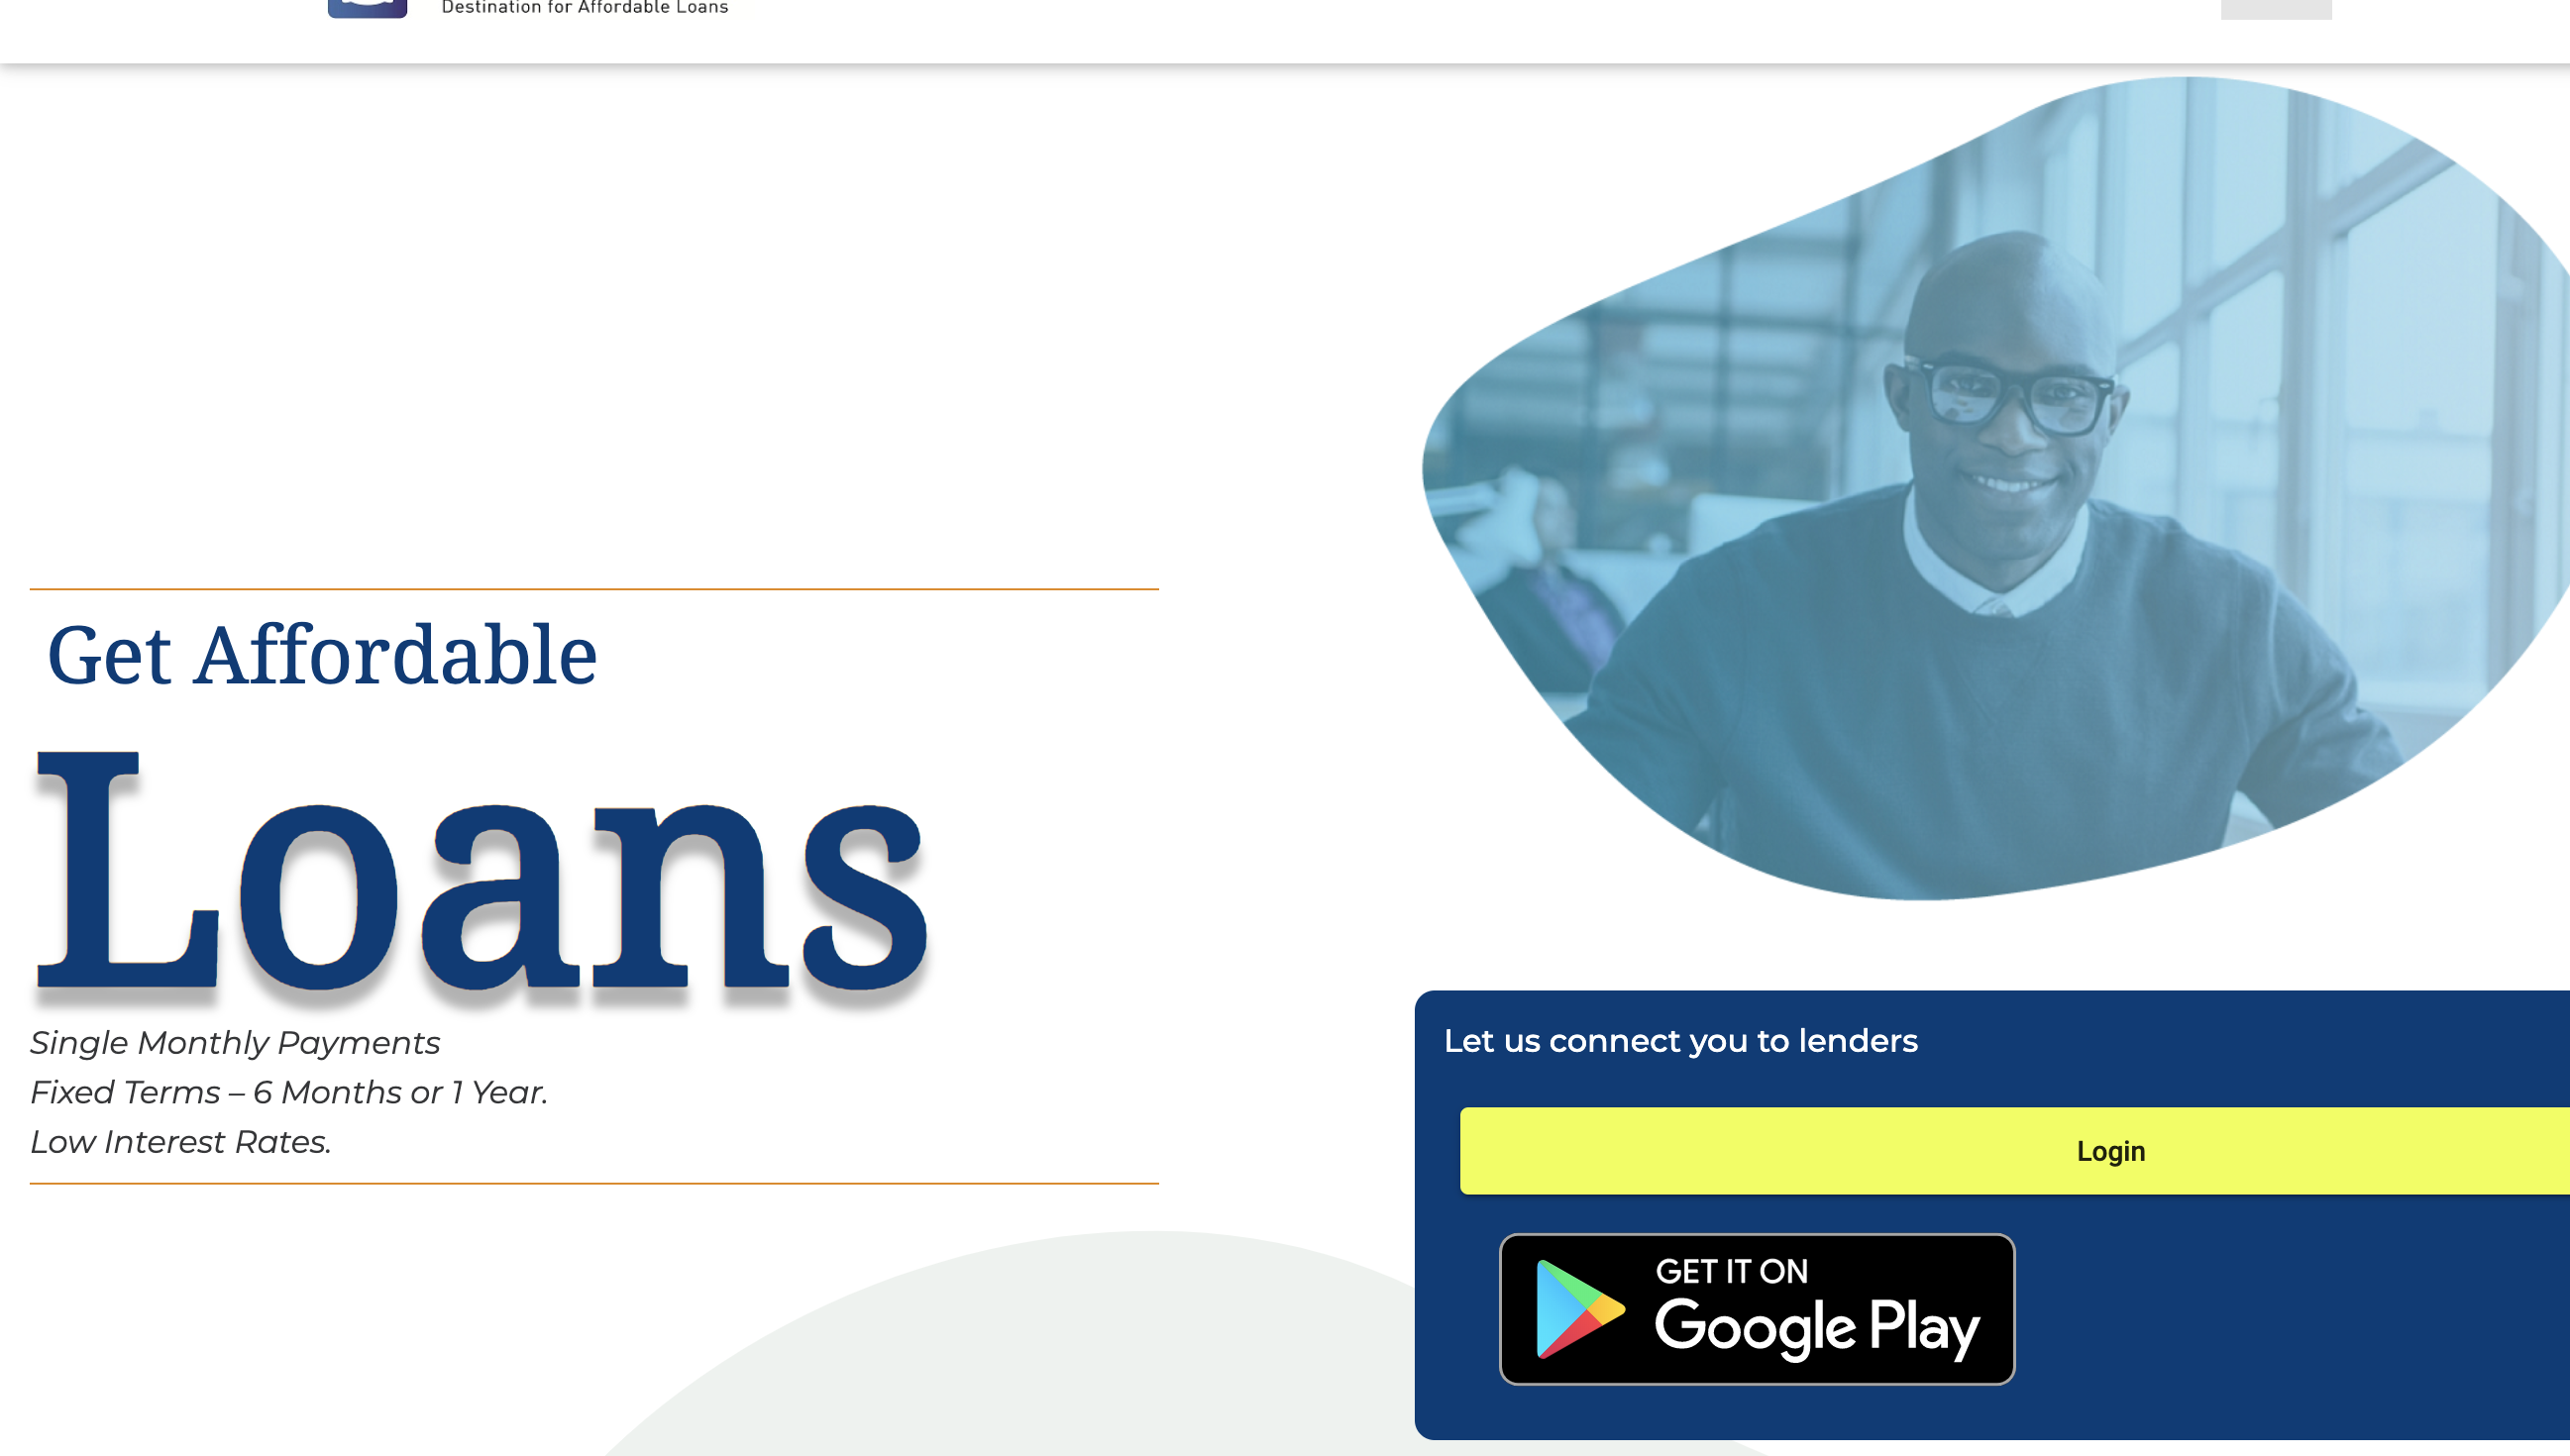 Destination for Affordable Loans
Get Affordable
Loans
Single Monthly Payments
Fixed Terms – 6 Months or 1 Year.
Low Interest Rates.
Let us connect you to lenders
Login
GET IT ON
Google Play